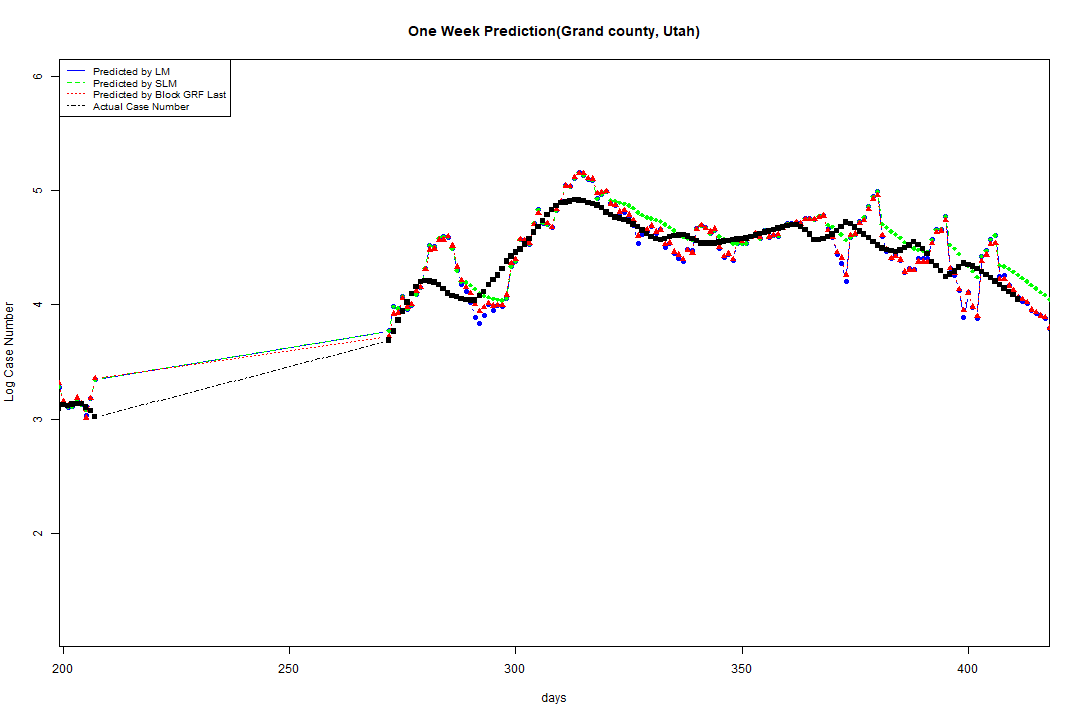 One Week Prediction(Grand county, Utah)
Predicted by LM
Predicted by SLM
Predicted by Block GRF Last
Actual Case Number
6
5
4
3
2
Log Case Number
200 250 300 350 400
days